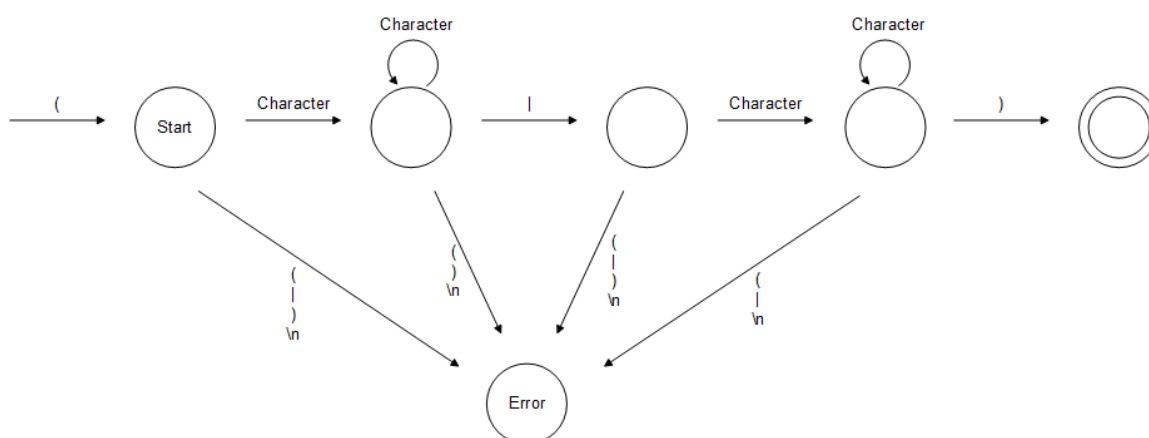 Character
Character
(
Character
|
Character
)
Start
(
|
)
\n
(
)
\n
(
|
)
\n
(
|
\n
Error